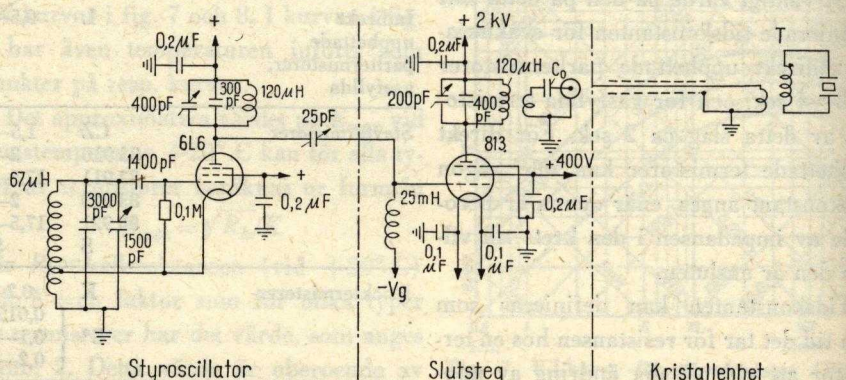 +
+ 2 kV
0,2µF
0,2µF
120µH
Co
T
400pF
300 pF
120µH
200pF
400 pF
25pF
6L6
813
1400pF
+
+400V
67µH
3000 pF
0,1M
0,2µF
25mH
0,2µF
1500 pF
0,1 µF
0,1 µF
-Vg
Styroscillator
Slutsteg
Kristallenhet